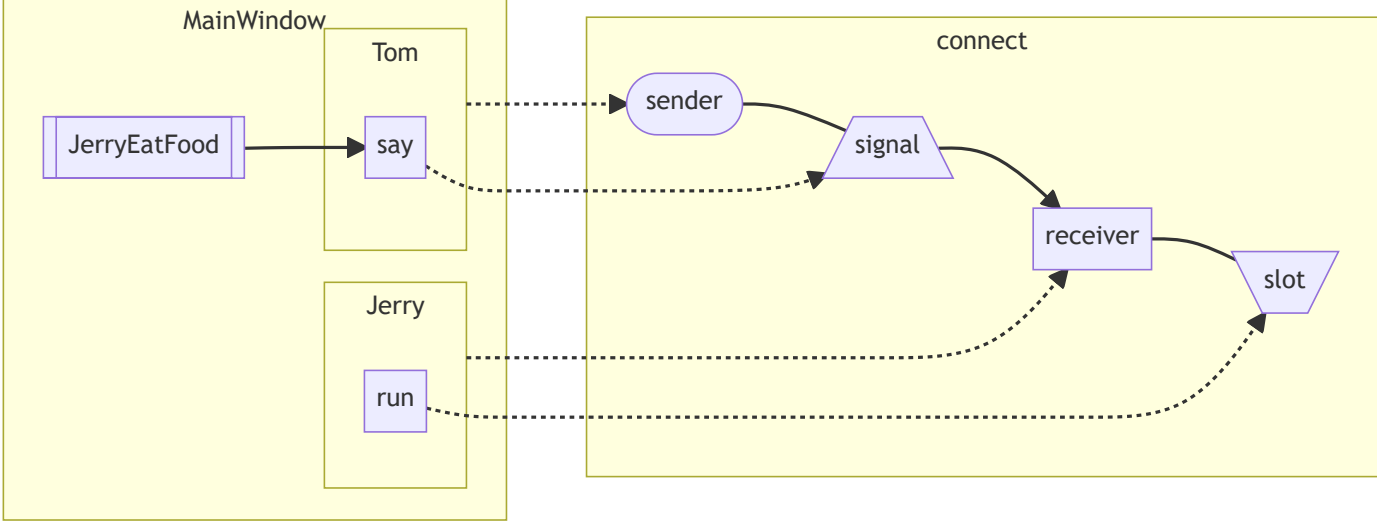 MainWindow
Tom
connect
sender
JerryEatFood
say
signal
receiver
slot
Jerry
run